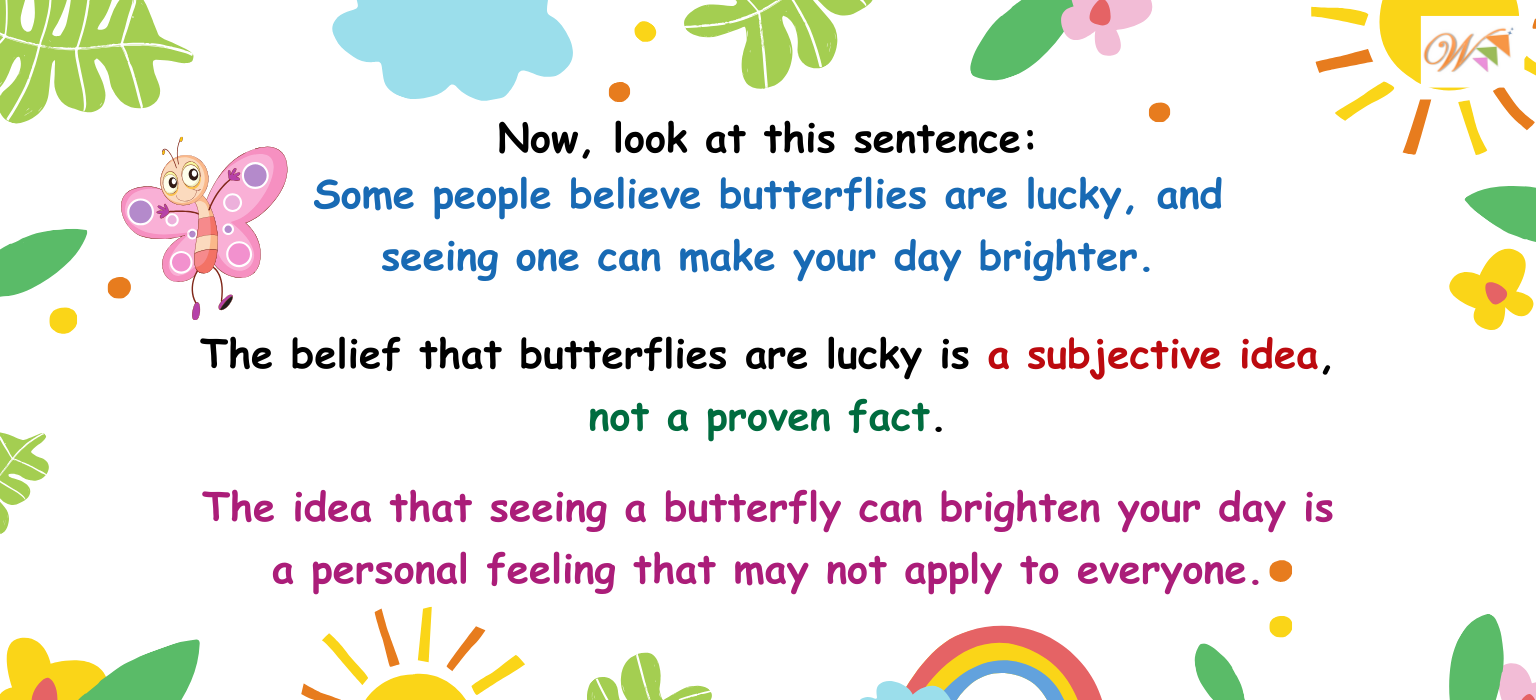 W
Now, look at this sentence:
Some people believe butterflies are lucky, and
seeing one can make your day brighter.
The belief that butterflies are lucky is a subjective idea,
not a proven fact.
The idea that seeing a butterfly can brighten your day is
a personal feeling that may not apply to everyone.